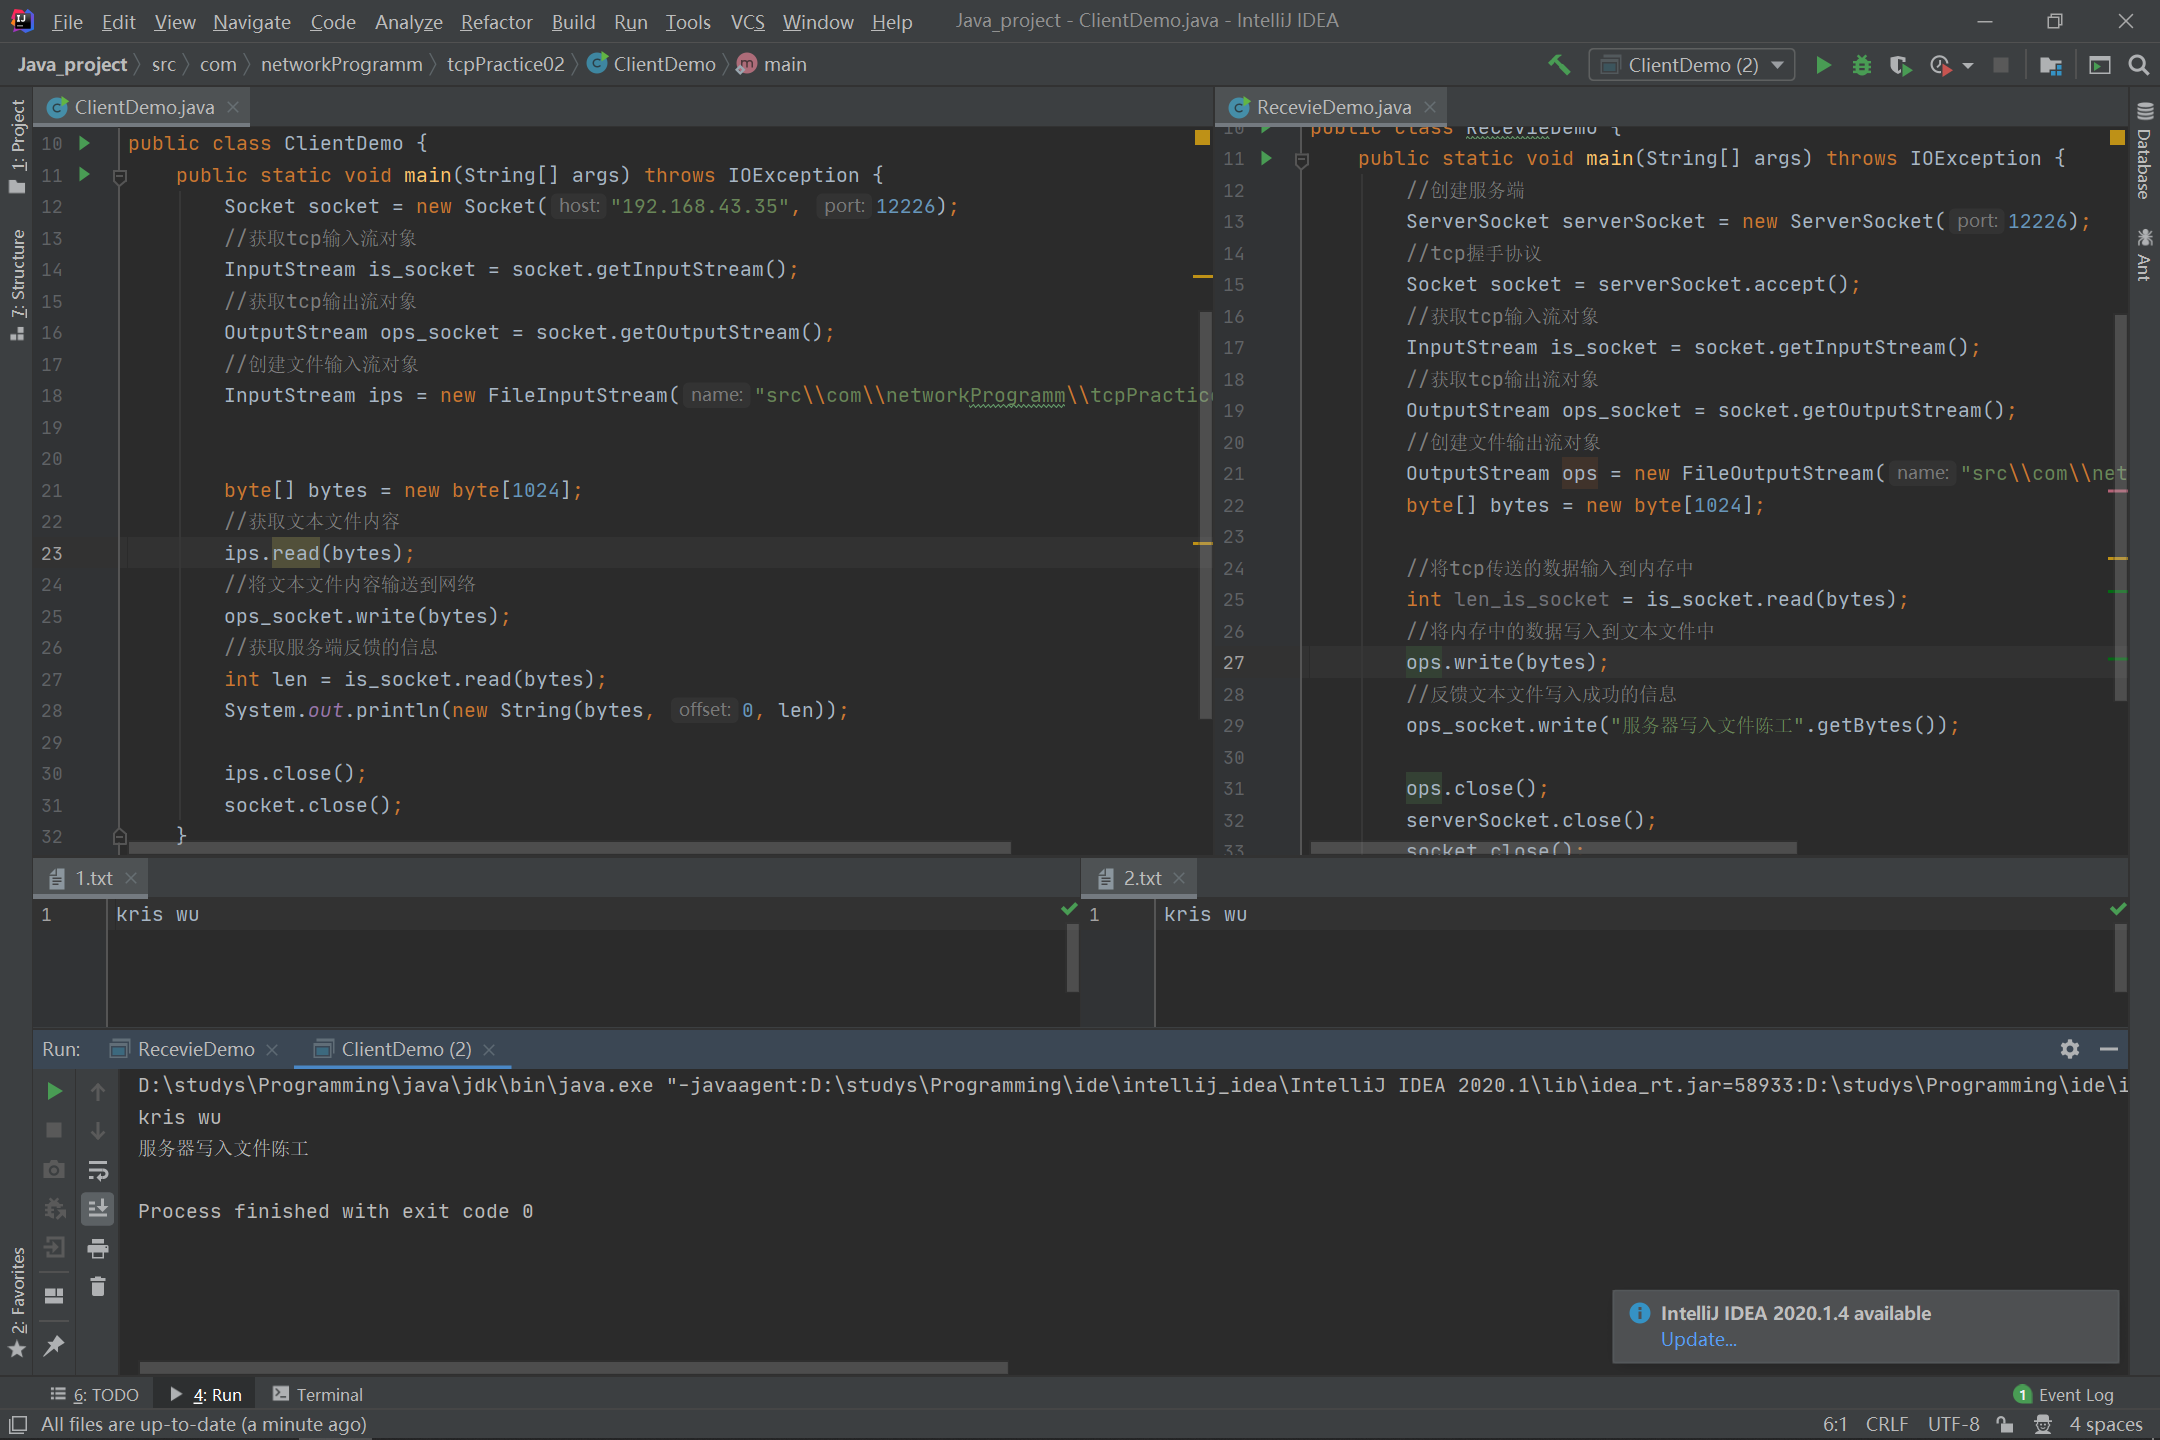 File Edit View Navigate Code Analyze Refactor Build Run Tools VCS Window Help Java_project - ClientDemo.java - IntelliJ IDEA
Java_project src com networkProgramm tcpPractice02 ClientDemo main ClientDemo (2)
1: Project
7: Structure
2: Favorites
Database
Ant
ClientDemo.java
10 public class ClientDemo {
11 public static void main(String[] args) throws IOException {
12 Socket socket = new Socket( host: "192.168.43.35", port: 12226);
13 //获取tcp输入流对象
14 InputStream is_socket = socket.getInputStream();
15 //获取tcp输出流对象
16 OutputStream ops_socket = socket.getOutputStream();
17 //创建文件输入流对象
18 InputStream ips = new FileInputStream( name: "src\\com\\networkProgramm\\tcpPractic
19
20
21 byte[] bytes = new byte[1024];
22 //获取文本文件内容
23 ips.read(bytes);
24 //将文本文件内容输送到网络
25 ops_socket.write(bytes);
26 //获取服务端反馈的信息
27 int len = is_socket.read(bytes);
28 System.out.println(new String(bytes, offset: 0, len));
29
30 ips.close();
31 socket.close();
32 }
RecevieDemo.java
10 public class RecevieDemo {
11 public static void main(String[] args) throws IOException {
12 //创建服务端
13 ServerSocket serverSocket = new ServerSocket( port: 12226);
14 //tcp握手协议
15 Socket socket = serverSocket.accept();
16 //获取tcp输入流对象
17 InputStream is_socket = socket.getInputStream();
18 //获取tcp输出流对象
19 OutputStream ops_socket = socket.getOutputStream();
20 //创建文件输出流对象
21 OutputStream ops = new FileOutputStream( name: "src\\com\\net
22 byte[] bytes = new byte[1024];
23
24 //将tcp传送的数据输入到内存中
25 int len_is_socket = is_socket.read(bytes);
26 //将内存中的数据写入到文本文件中
27 ops.write(bytes);
28 //反馈文本文件写入成功的信息
29 ops_socket.write("服务器写入文件陈工".getBytes());
30
31 ops.close();
32 serverSocket.close();
33 socket.close();
1.txt
1 kris wu
2.txt
1 kris wu
Run: RecevieDemo ClientDemo (2)
D:\studys\Programming\java\jdk\bin\java.exe "-javaagent:D:\studys\Programming\ide\intellij_idea\IntelliJ IDEA 2020.1\lib\idea_rt.jar=58933:D:\studys\Programming\ide\i
kris wu
服务器写入文件陈工
Process finished with exit code 0
IntelliJ IDEA 2020.1.4 available
Update...
6: TODO 4: Run Terminal 1 Event Log
All files are up-to-date (a minute ago) 6:1 CRLF UTF-8 4 spaces